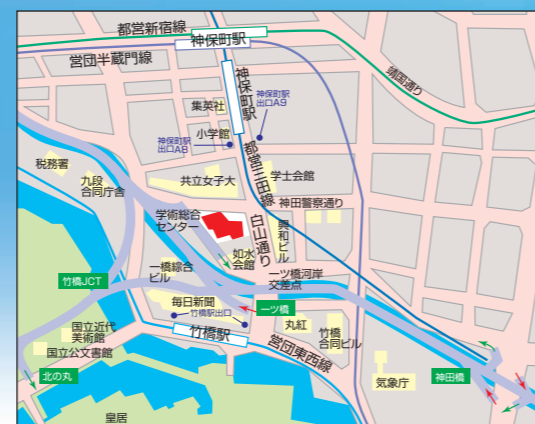 都営新宿線
神保町駅
営団半蔵門線
靖国通り
神保町駅
集英社
神保町駅
出口A9
小学館
神保町駅
出口A8
都営三田線
税務署
九段
合同庁舎
共立女子大
学士会館
神田警察通り
学術総合
センター
白山通り
興和ビル
如水
会館
一橋総合
ビル
一ツ橋河岸
交差点
竹橋JCT
毎日新聞
竹橋駅出口
一ツ橋
丸紅
竹橋
合同ビル
竹橋駅
営団東西線
国立近代
美術館
国立公文書館
北の丸
気象庁
神田橋
皇居